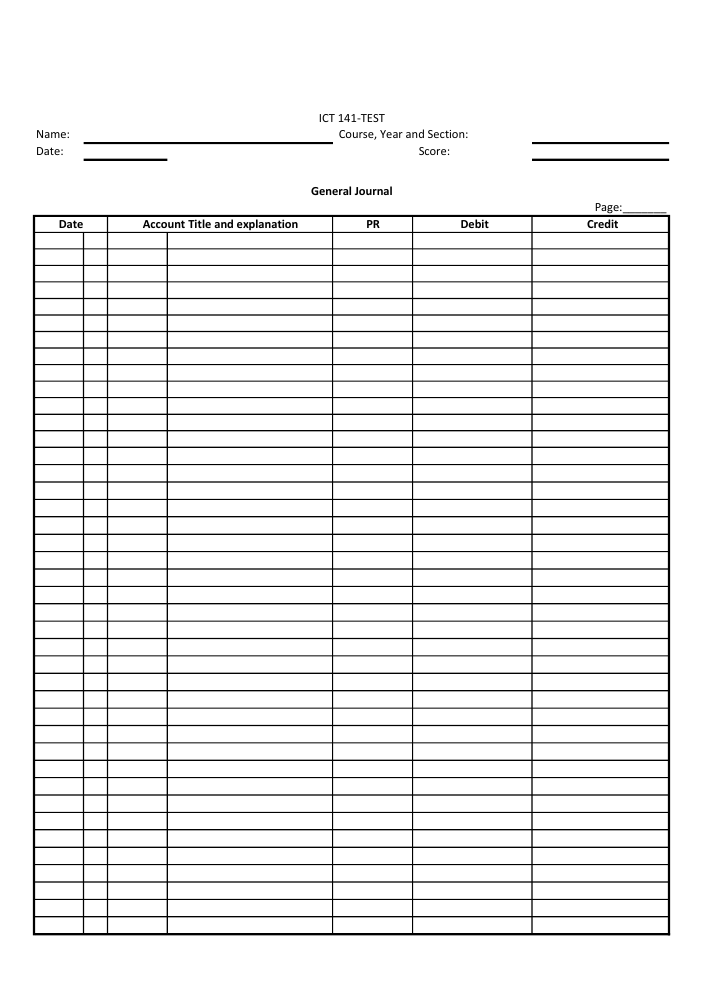 ICT 141-TEST
Name: Course, Year and Section:
Date: Score:
General Journal
Page:_______
Date Account Title and explanation PR Debit Credit